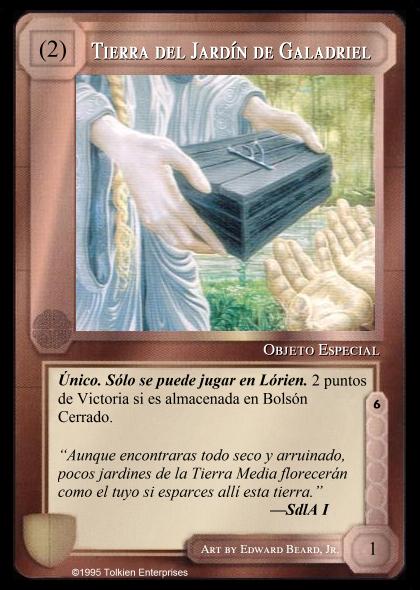 (2) TIERRA DEL JARDÍN DE GALADRIEL
OBJETO ESPECIAL
Único. Sólo se puede jugar en Lórien. 2 puntos
de Victoria si es almacenada en Bolsón
Cerrado.
6
“Aunque encontraras todo seco y arruinado,
pocos jardines de la Tierra Media florecerán
como el tuyo si esparces allí esta tierra.”
—SdlA I
ART BY EDWARD BEARD, JR. 1
©1995 Tolkien Enterprises